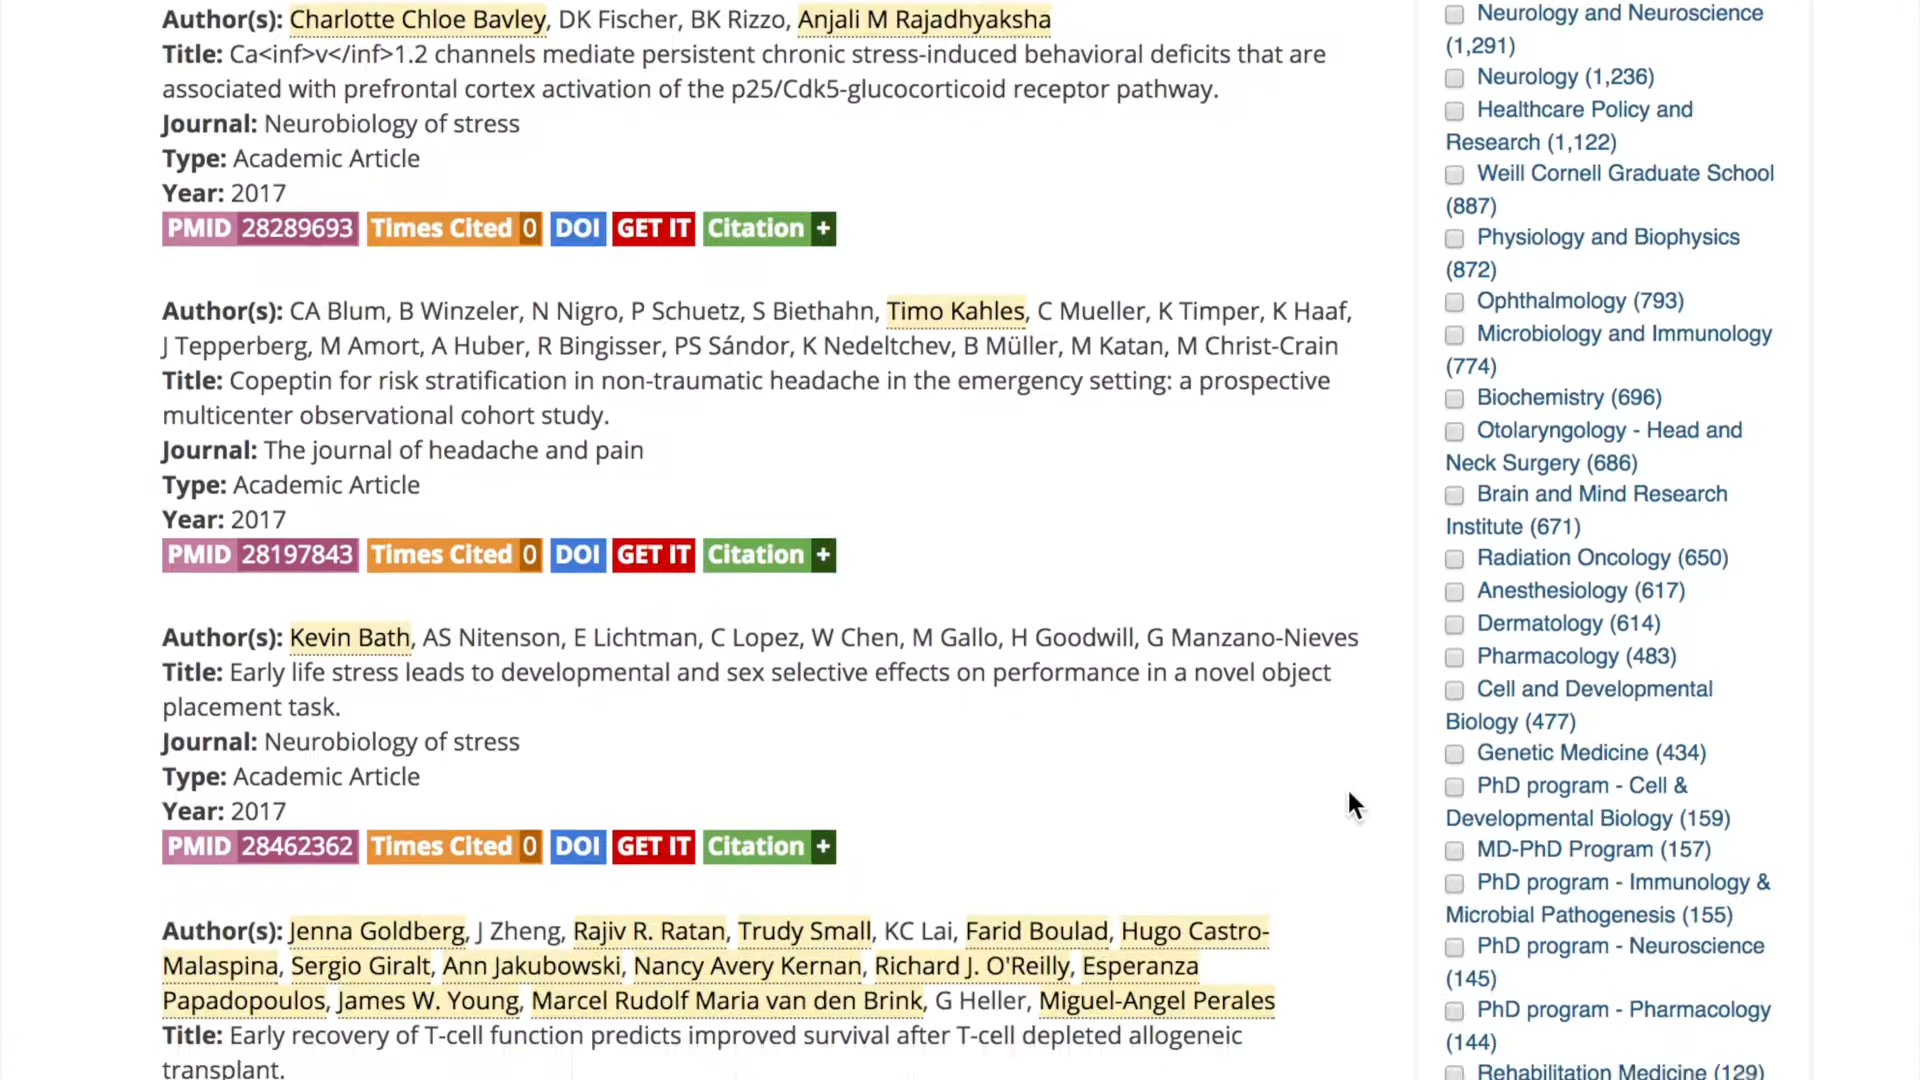 Author(s): Charlotte Chloe Bavley, DK Fischer, BK Rizzo, Anjali M Rajadhyaksha
Title: Ca<inf>v</inf>1.2 channels mediate persistent chronic stress-induced behavioral deficits that are
associated with prefrontal cortex activation of the p25/Cdk5-glucocorticoid receptor pathway.
Journal: Neurobiology of stress
Type: Academic Article
Year: 2017
PMID 28289693 Times Cited 0 DOI GET IT Citation +
Author(s): CA Blum, B Winzeler, N Nigro, P Schuetz, S Biethahn, Timo Kahles, C Mueller, K Timper, K Haaf,
J Tepperberg, M Amort, A Huber, R Bingisser, PS Sándor, K Nedeltchev, B Müller, M Katan, M Christ-Crain
Title: Copeptin for risk stratification in non-traumatic headache in the emergency setting: a prospective
multicenter observational cohort study.
Journal: The journal of headache and pain
Type: Academic Article
Year: 2017
PMID 28197843 Times Cited 0 DOI GET IT Citation +
Author(s): Kevin Bath, AS Nitenson, E Lichtman, C Lopez, W Chen, M Gallo, H Goodwill, G Manzano-Nieves
Title: Early life stress leads to developmental and sex selective effects on performance in a novel object
placement task.
Journal: Neurobiology of stress
Type: Academic Article
Year: 2017
PMID 28462362 Times Cited 0 DOI GET IT Citation +
Author(s): Jenna Goldberg, J Zheng, Rajiv R. Ratan, Trudy Small, KC Lai, Farid Boulad, Hugo Castro-
Malaspina, Sergio Giralt, Ann Jakubowski, Nancy Avery Kernan, Richard J. O'Reilly, Esperanza
Papadopoulos, James W. Young, Marcel Rudolf Maria van den Brink, G Heller, Miguel-Angel Perales
Title: Early recovery of T-cell function predicts improved survival after T-cell depleted allogeneic
transplant.
Neurology and Neuroscience
(1,291)
Neurology (1,236)
Healthcare Policy and
Research (1,122)
Weill Cornell Graduate School
(887)
Physiology and Biophysics
(872)
Ophthalmology (793)
Microbiology and Immunology
(774)
Biochemistry (696)
Otolaryngology - Head and
Neck Surgery (686)
Brain and Mind Research
Institute (671)
Radiation Oncology (650)
Anesthesiology (617)
Dermatology (614)
Pharmacology (483)
Cell and Developmental
Biology (477)
Genetic Medicine (434)
PhD program - Cell &
Developmental Biology (159)
MD-PhD Program (157)
PhD program - Immunology &
Microbial Pathogenesis (155)
PhD program - Neuroscience
(145)
PhD program - Pharmacology
(144)
Rehabilitation Medicine (129)